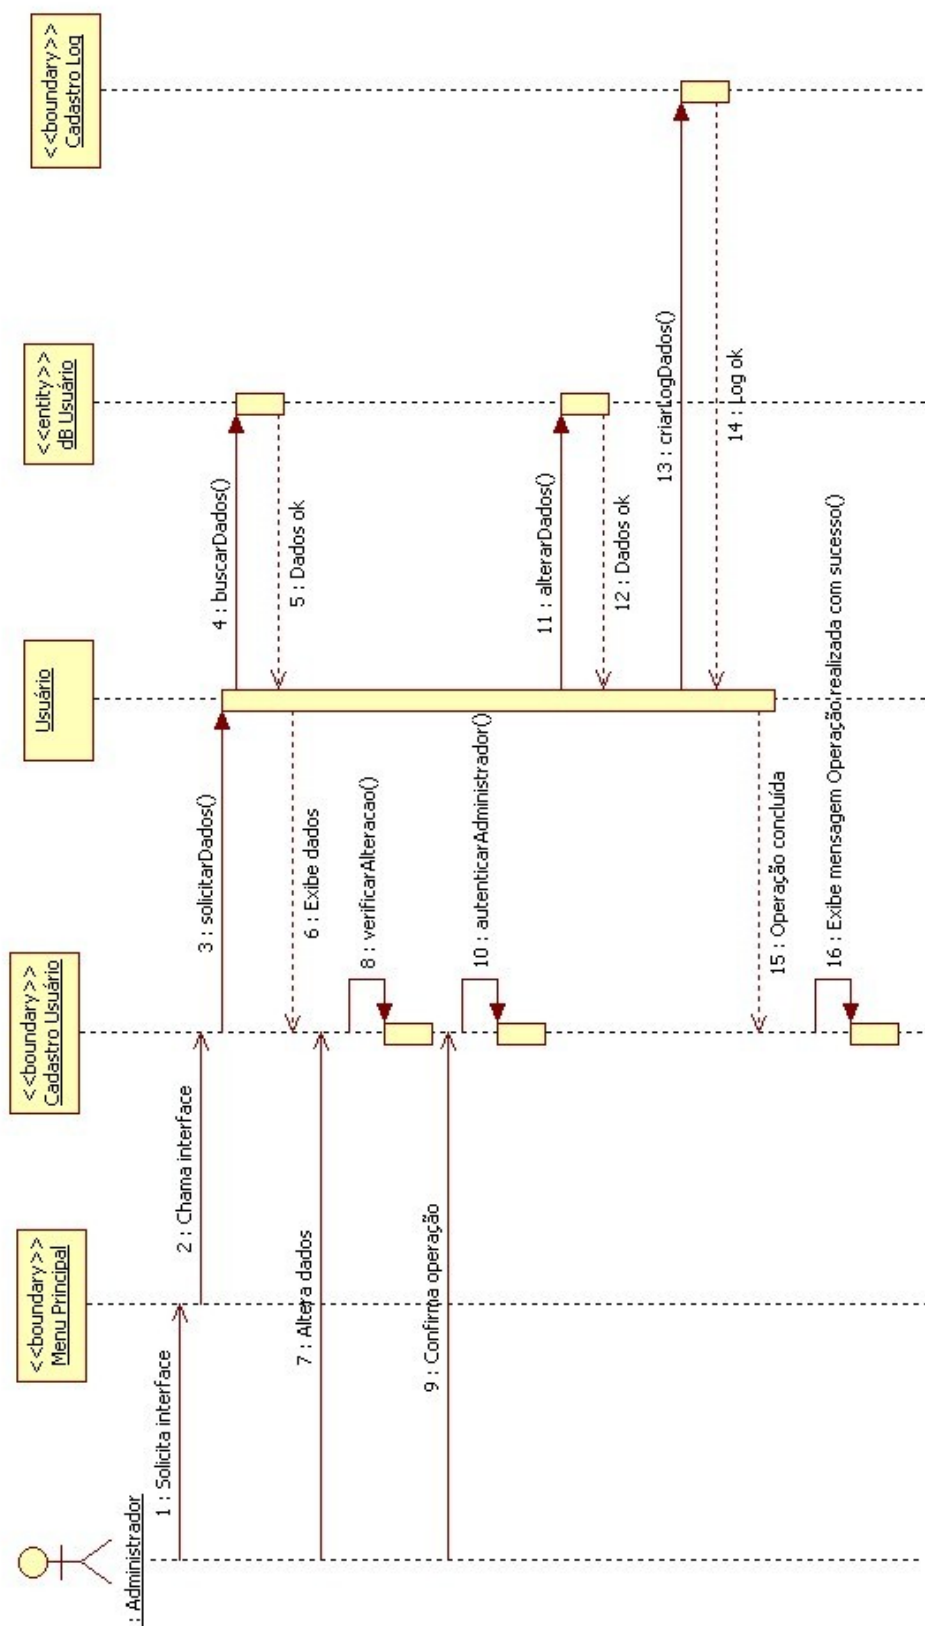 : Administrador
<<boundary>>
Menu Principal
<<boundary>>
Cadastro Usuário
Usuário
<<entity>>
dB Usuário
<<boundary>>
Cadastro Log
1 : Solicita interface
2 : Chama interface
3 : solicitarDados()
4 : buscarDados()
5 : Dados ok
6 : Exibe dados
7 : Altera dados
8 : verificarAlteracao()
9 : Confirma operação
10 : autenticarAdministrador()
11 : alterarDados()
12 : Dados ok
13 : criarLogDados()
14 : Log ok
15 : Operação concluída
16 : Exibe mensagem Operação realizada com sucesso()